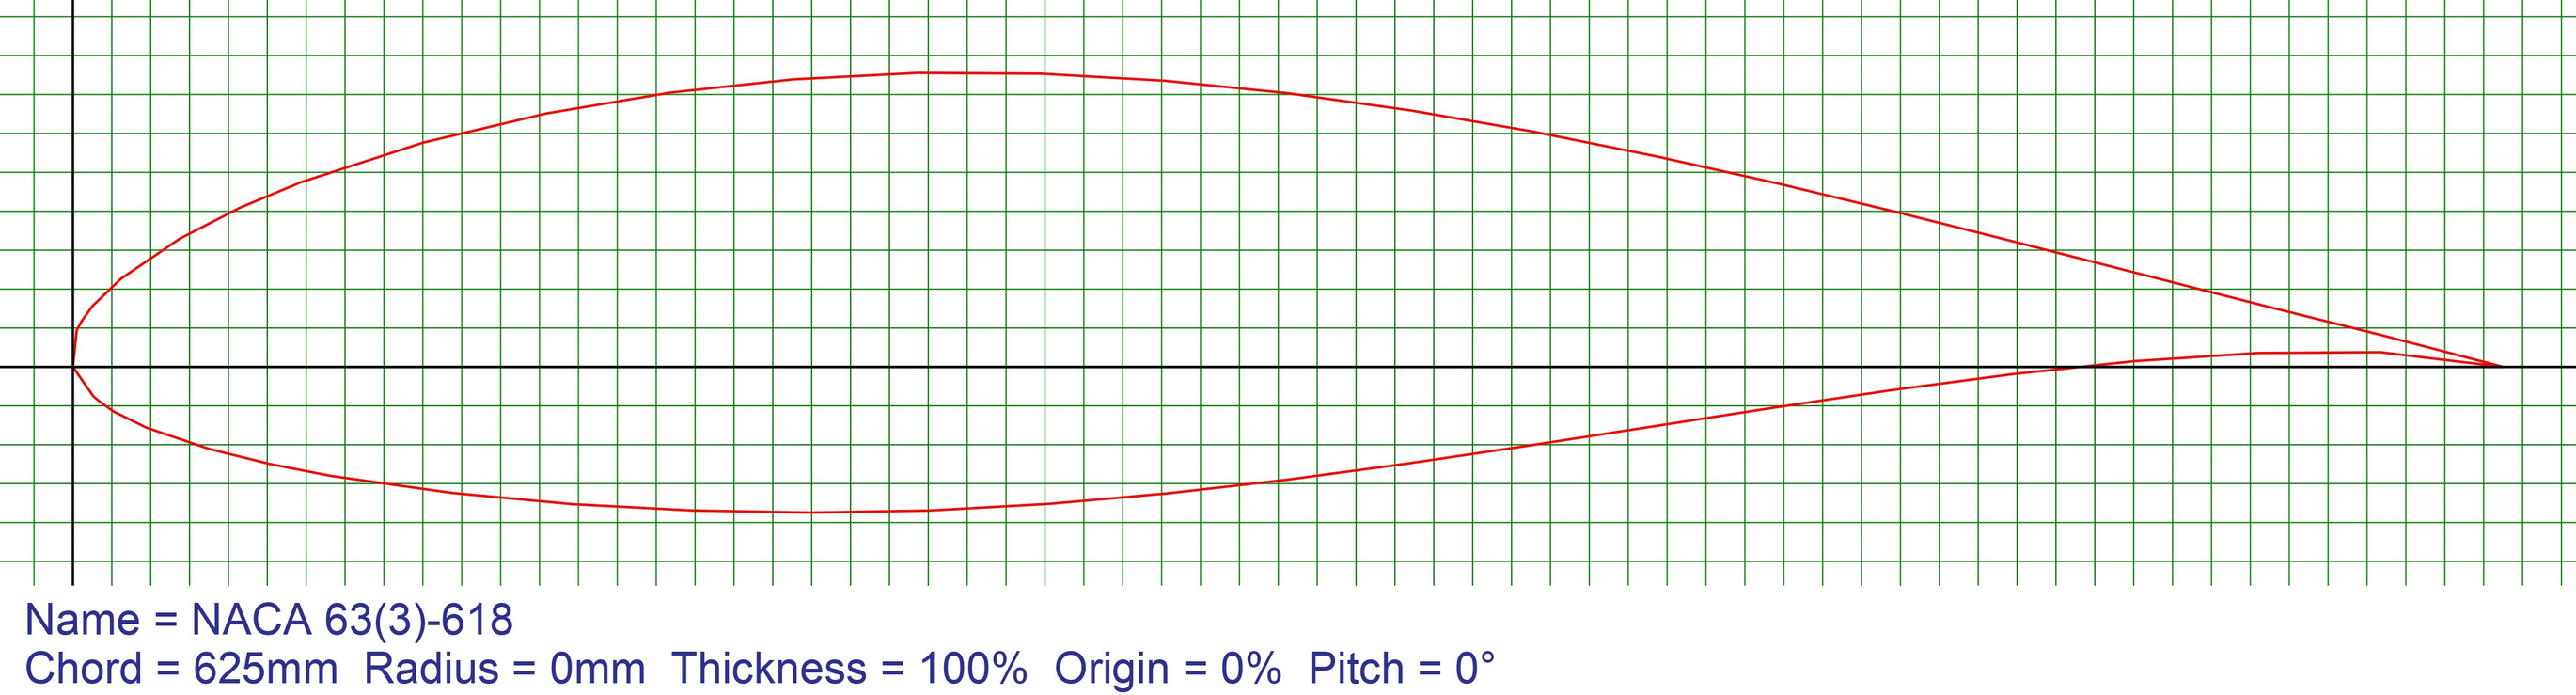 Name = NACA 63(3)-618
Chord = 625mm  Radius = 0mm  Thickness = 100%  Origin = 0%  Pitch = 0°